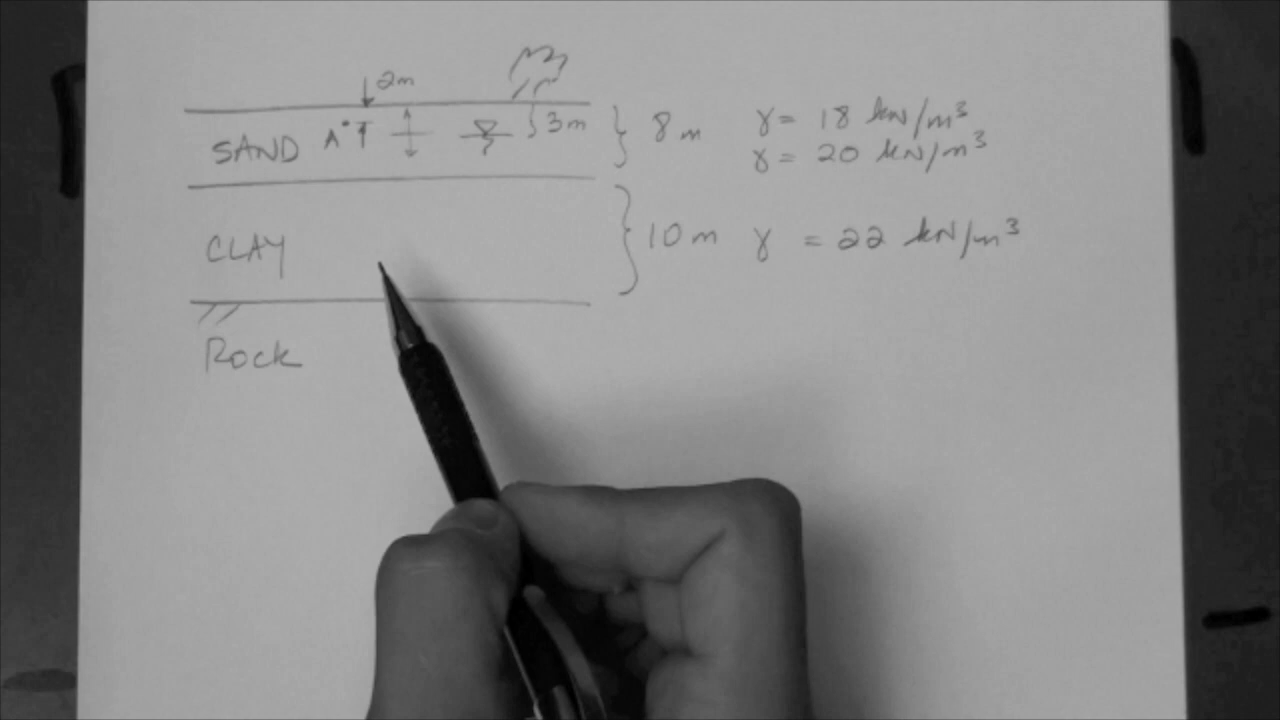 2m
SAND A 3m 8m γ = 18 kN/m³
γ = 20 kN/m³
CLAY 10m γ = 22 kN/m³
Rock